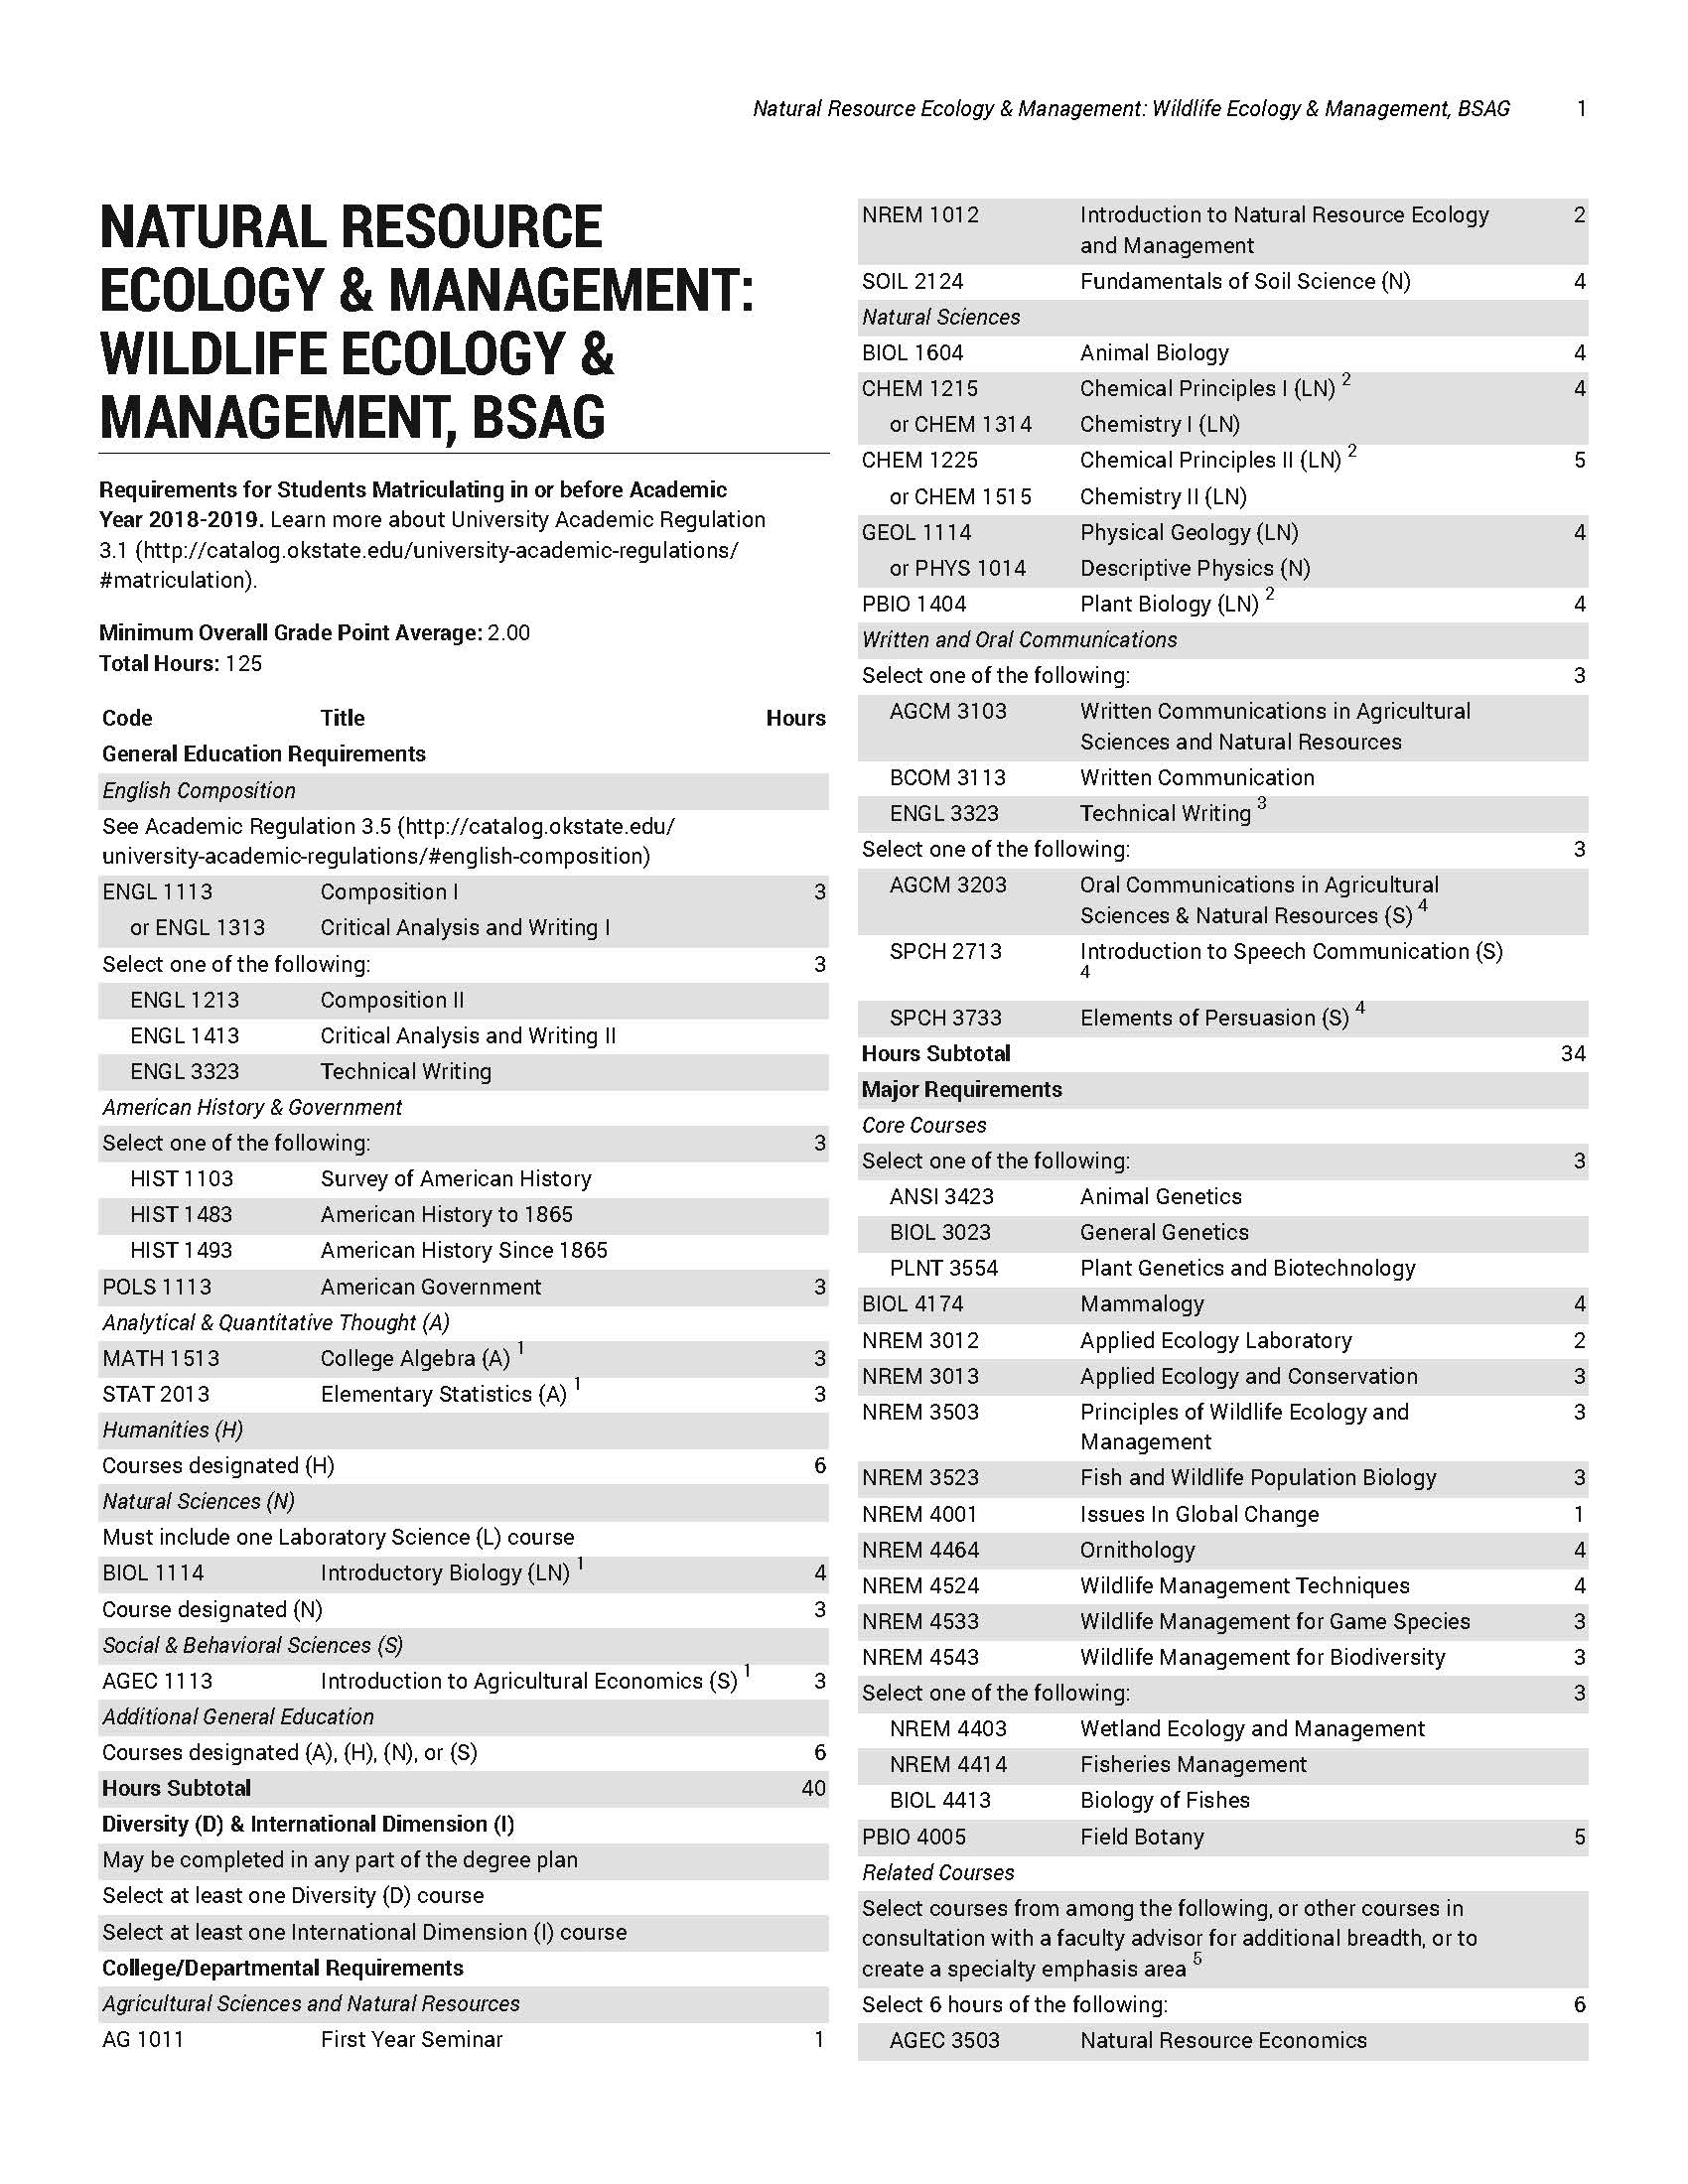 Natural Resource Ecology & Management: Wildlife Ecology & Management, BSAG 1
NATURAL RESOURCE
ECOLOGY & MANAGEMENT:
WILDLIFE ECOLOGY &
MANAGEMENT, BSAG
Requirements for Students Matriculating in or before Academic
Year 2018-2019. Learn more about University Academic Regulation
3.1 (http://catalog.okstate.edu/university-academic-regulations/
#matriculation).
Minimum Overall Grade Point Average: 2.00
Total Hours: 125
Code Title Hours
General Education Requirements
English Composition
See Academic Regulation 3.5 (http://catalog.okstate.edu/
university-academic-regulations/#english-composition)
ENGL 1113 Composition I 3
or ENGL 1313 Critical Analysis and Writing I
Select one of the following: 3
ENGL 1213 Composition II
ENGL 1413 Critical Analysis and Writing II
ENGL 3323 Technical Writing
American History & Government
Select one of the following: 3
HIST 1103 Survey of American History
HIST 1483 American History to 1865
HIST 1493 American History Since 1865
POLS 1113 American Government 3
Analytical & Quantitative Thought (A)
MATH 1513 College Algebra (A) 1 3
STAT 2013 Elementary Statistics (A) 1 3
Humanities (H)
Courses designated (H) 6
Natural Sciences (N)
Must include one Laboratory Science (L) course
BIOL 1114 Introductory Biology (LN) 1 4
Course designated (N) 3
Social & Behavioral Sciences (S)
AGEC 1113 Introduction to Agricultural Economics (S) 1 3
Additional General Education
Courses designated (A), (H), (N), or (S) 6
Hours Subtotal 40
Diversity (D) & International Dimension (I)
May be completed in any part of the degree plan
Select at least one Diversity (D) course
Select at least one International Dimension (I) course
College/Departmental Requirements
Agricultural Sciences and Natural Resources
AG 1011 First Year Seminar 1
NREM 1012 Introduction to Natural Resource Ecology 2
and Management
SOIL 2124 Fundamentals of Soil Science (N) 4
Natural Sciences
BIOL 1604 Animal Biology 4
CHEM 1215 Chemical Principles I (LN) 2 4
or CHEM 1314 Chemistry I (LN)
CHEM 1225 Chemical Principles II (LN) 2 5
or CHEM 1515 Chemistry II (LN)
GEOL 1114 Physical Geology (LN) 4
or PHYS 1014 Descriptive Physics (N)
PBIO 1404 Plant Biology (LN) 2 4
Written and Oral Communications
Select one of the following: 3
AGCM 3103 Written Communications in Agricultural
Sciences and Natural Resources
BCOM 3113 Written Communication
ENGL 3323 Technical Writing 3
Select one of the following: 3
AGCM 3203 Oral Communications in Agricultural
Sciences & Natural Resources (S) 4
SPCH 2713 Introduction to Speech Communication (S)
4
SPCH 3733 Elements of Persuasion (S) 4
Hours Subtotal 34
Major Requirements
Core Courses
Select one of the following: 3
ANSI 3423 Animal Genetics
BIOL 3023 General Genetics
PLNT 3554 Plant Genetics and Biotechnology
BIOL 4174 Mammalogy 4
NREM 3012 Applied Ecology Laboratory 2
NREM 3013 Applied Ecology and Conservation 3
NREM 3503 Principles of Wildlife Ecology and 3
Management
NREM 3523 Fish and Wildlife Population Biology 3
NREM 4001 Issues In Global Change 1
NREM 4464 Ornithology 4
NREM 4524 Wildlife Management Techniques 4
NREM 4533 Wildlife Management for Game Species 3
NREM 4543 Wildlife Management for Biodiversity 3
Select one of the following: 3
NREM 4403 Wetland Ecology and Management
NREM 4414 Fisheries Management
BIOL 4413 Biology of Fishes
PBIO 4005 Field Botany 5
Related Courses
Select courses from among the following, or other courses in
consultation with a faculty advisor for additional breadth, or to
create a specialty emphasis area 5
Select 6 hours of the following: 6
AGEC 3503 Natural Resource Economics